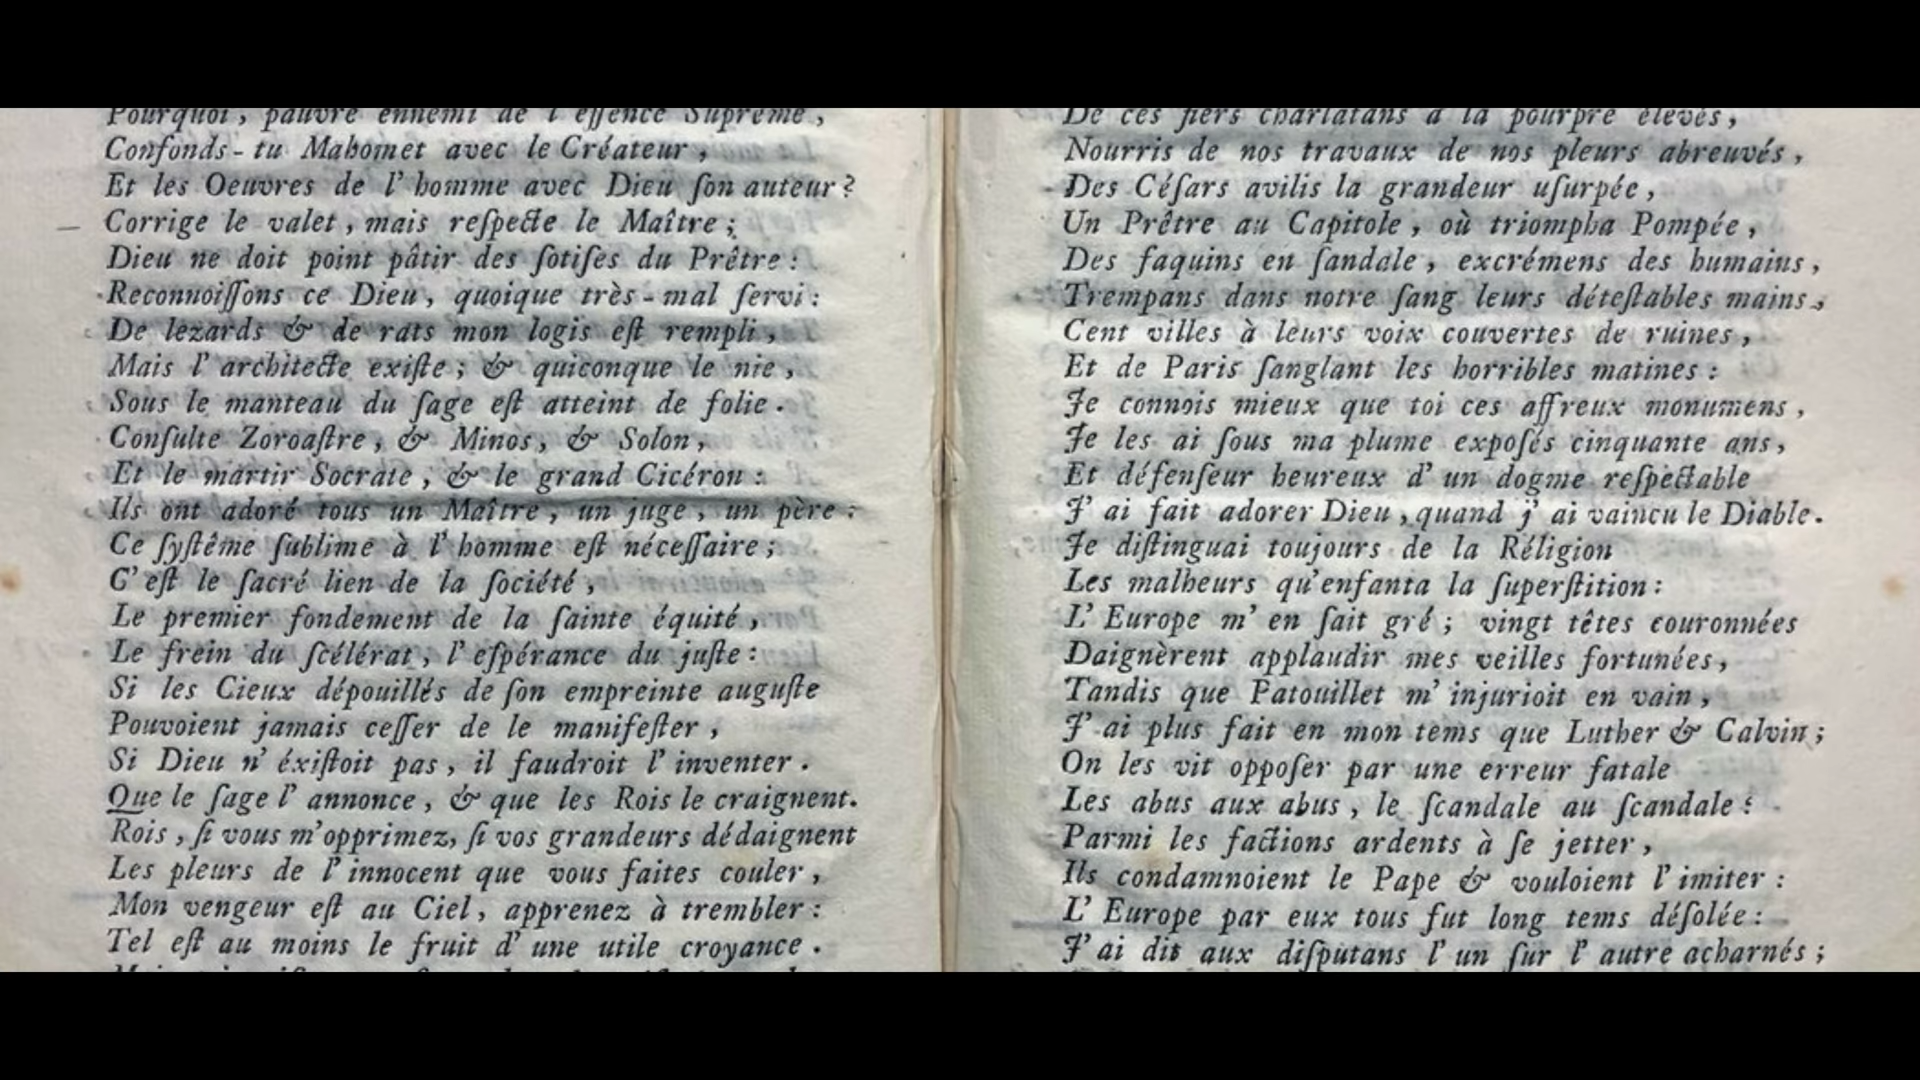 Pourquoi, pauvre ennemi de l'eſſence Suprême,
Confonds-tu Mahomet avec le Créateur,
Et les Oeuvres de l'homme avec Dieu ſon auteur?
Corrige le valet, mais reſpecte le Maître;
Dieu ne doit point pâtir des ſotiſes du Prêtre:
Reconnoiſſons ce Dieu, quoique très-mal ſervi:
De lezards & de rats mon logis eſt rempli,
Mais l'architecte exiſte; & quiconque le nie,
Sous le manteau du ſage eſt atteint de folie.
Conſulte Zoroaſtre, & Minos, & Solon,
Et le martir Socrate, & le grand Cicéron:
Ils ont adoré tous un Maître, un juge, un père:
Ce ſyſtême ſublime à l'homme eſt néceſſaire;
C'eſt le ſacré lien de la ſociété,
Le premier fondement de la ſainte équité,
Le frein du ſcélérat, l'eſpérance du juſte:
Si les Cieux dépouillés de ſon empreinte auguſte
Pouvoient jamais ceſſer de le manifeſter,
Si Dieu n'éxiſtoit pas, il faudroit l'inventer.
Que le ſage l'annonce, & que les Rois le craignent.
Rois, ſi vous m'opprimez, ſi vos grandeurs dédaignent
Les pleurs de l'innocent que vous faites couler,
Mon vengeur eſt au Ciel, apprenez à trembler:
Tel eſt au moins le fruit d'une utile croyance.
De ces fiers charlatans à la pourpre élevés,
Nourris de nos travaux de nos pleurs abreuvés,
Des Céſars avilis la grandeur uſurpée,
Un Prêtre au Capitole, où triompha Pompée,
Des faquins en ſandale, excrémens des humains,
Trempans dans notre ſang leurs déteſtables mains,
Cent villes à leurs voix couvertes de ruines,
Et de Paris ſanglant les horribles matines:
Je connois mieux que toi ces affreux monumens,
Je les ai ſous ma plume expoſés cinquante ans,
Et défenſeur heureux d'un dogme reſpectable
J'ai fait adorer Dieu, quand j'ai vaincu le Diable.
Je diſtinguai toujours de la Réligion
Les malheurs qu'enfanta la ſuperſtition:
L'Europe m'en ſait gré; vingt têtes couronnées
Daignèrent applaudir mes veilles fortunées,
Tandis que Patouillet m'injurioit en vain,
J'ai plus fait en mon tems que Luther & Calvin;
On les vit oppoſer par une erreur fatale
Les abus aux abus, le ſcandale au ſcandale:
Parmi les factions ardents à ſe jetter,
Ils condamnoient le Pape & vouloient l'imiter:
L'Europe par eux tous fut long tems déſolée:
J'ai dit aux diſputans l'un ſur l'autre acharnés;